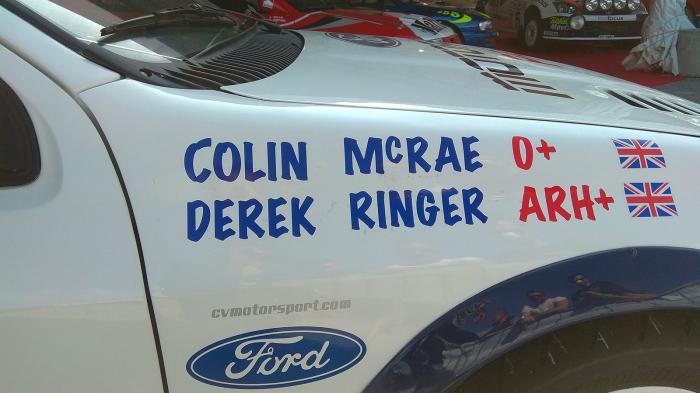 COLIN McRAE O+
DEREK RINGER ARH+
cvmotorsport.com
Ford